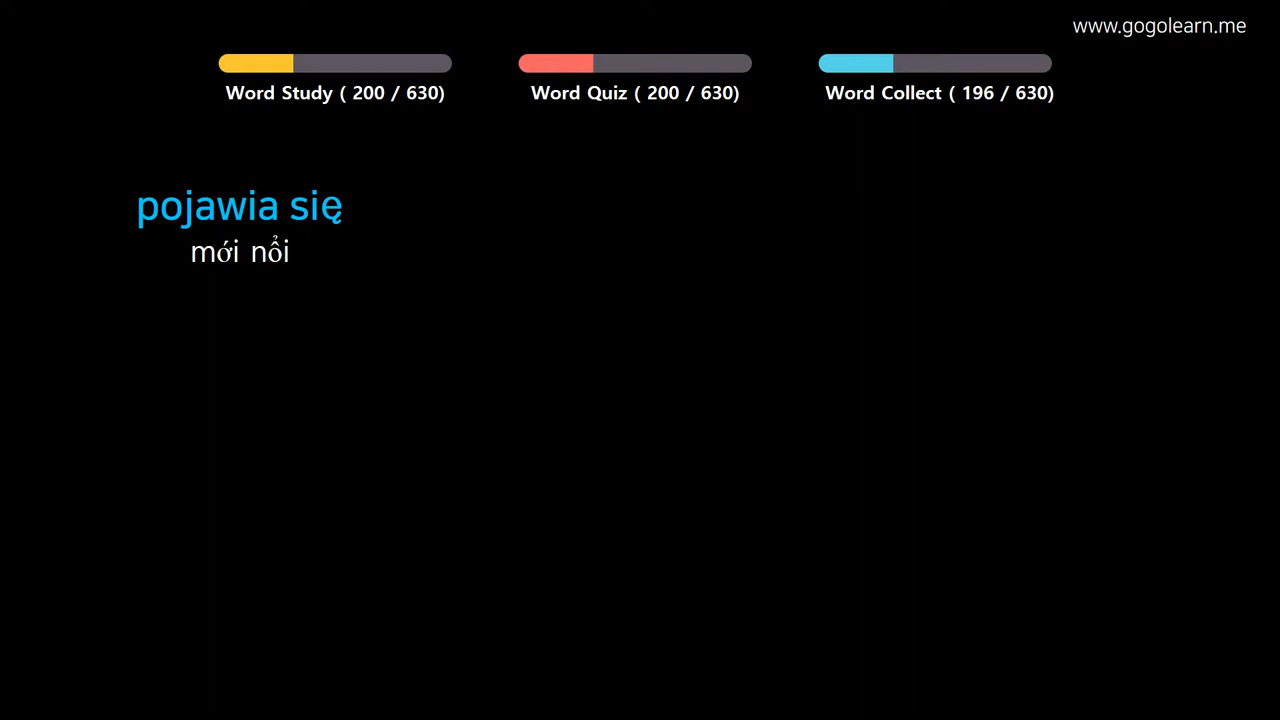 www.gogolearn.me
Word Study ( 200 / 630)
Word Quiz ( 200 / 630)
Word Collect ( 196 / 630)
pojawia się
mới nổi